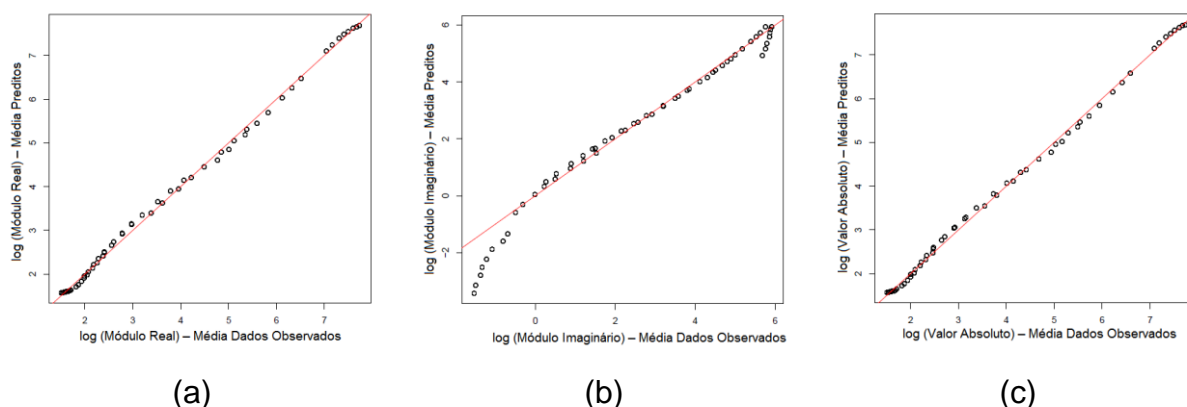 7
6
5
4
3
2
log (Módulo Real) – Média Preditos
2 3 4 5 6 7
log (Módulo Real) – Média Dados Observados
(a)
6
4
2
0
−2
log (Módulo Imaginário) – Média Preditos
0 2 4 6
log (Módulo Imaginário) – Média Dados Observados
(b)
7
6
5
4
3
2
log (Valor Absoluto) – Média Preditos
2 3 4 5 6 7
log (Valor Absoluto) – Média Dados Observados
(c)